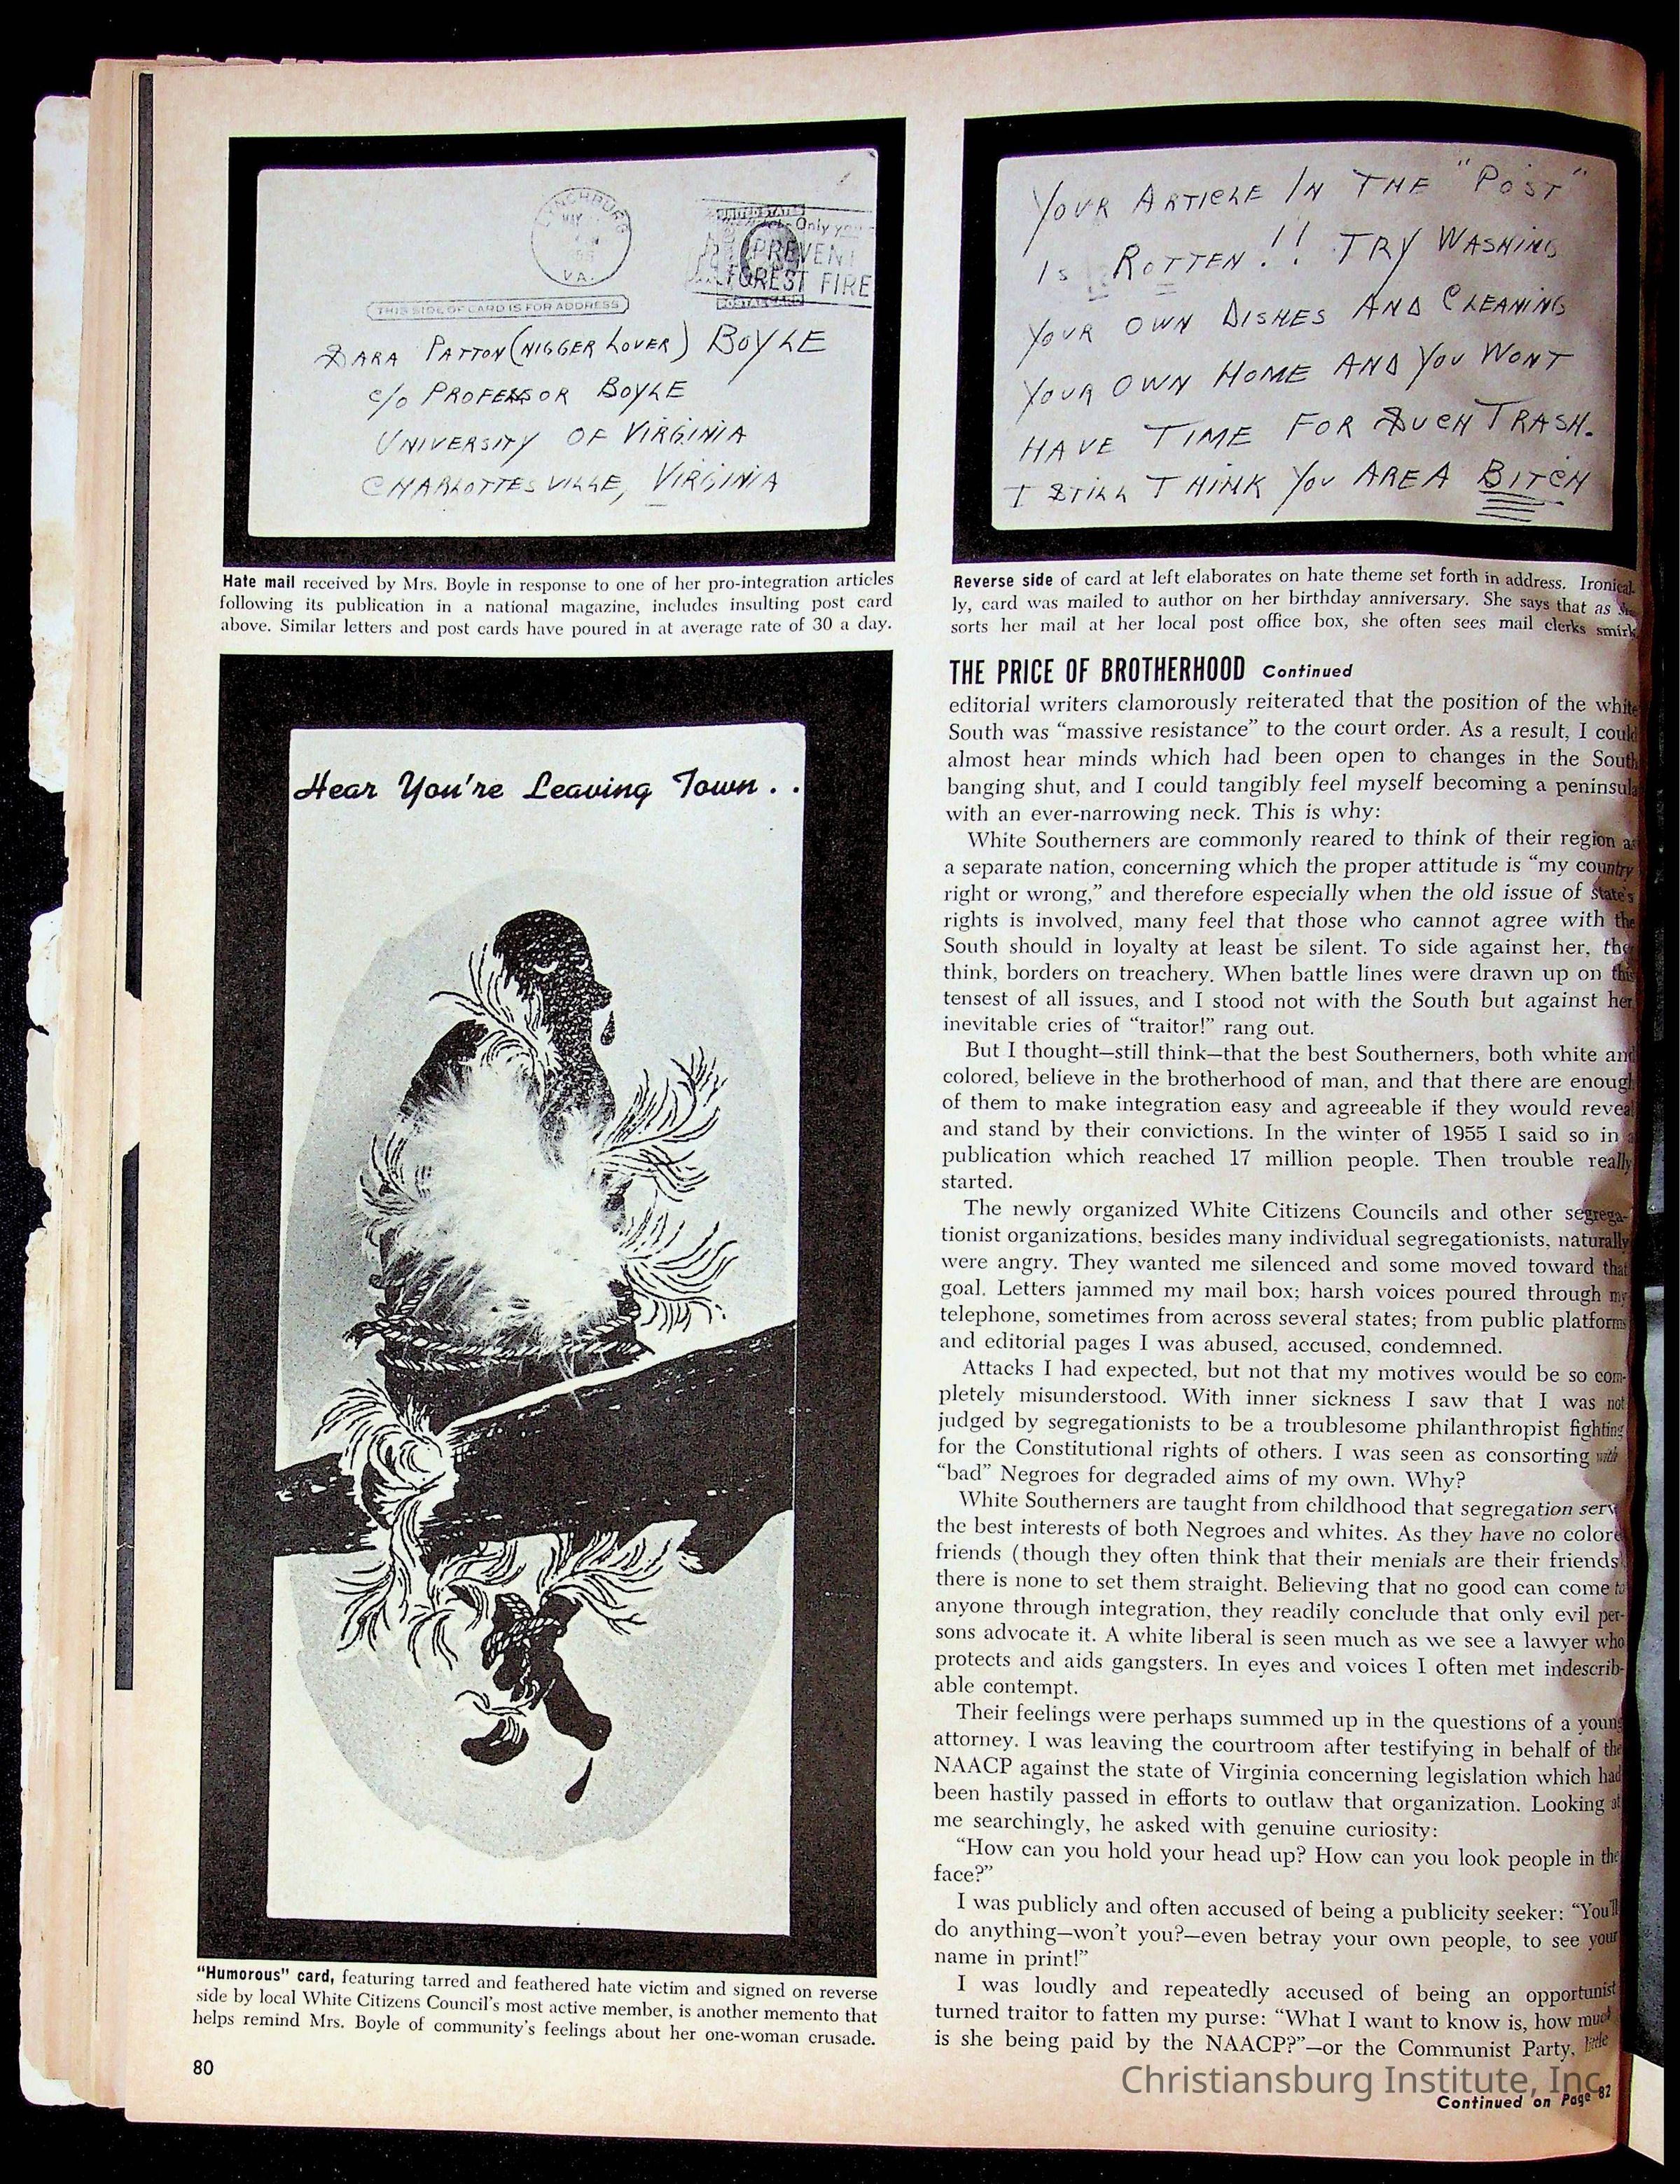 LYNCHBURG
MAY
VA.
UNITED STATES
Only you
PREVENT
FOREST FIRE
THIS SIDE OF CARD IS FOR ADDRESS
SARA PATTON (NIGGER LOVER) BOYLE
c/o PROFESSOR BOYLE
UNIVERSITY OF VIRGINIA
CHARLOTTESVILLE, VIRGINIA
YOUR ARTICLE IN THE "POST"
IS ROTTEN!! TRY WASHING
YOUR OWN DISHES AND CLEANING
YOUR OWN HOME AND YOU WONT
HAVE TIME FOR SUCH TRASH.
I STILL THINK YOU ARE A BITCH
Hate mail received by Mrs. Boyle in response to one of her pro-integration articles
following its publication in a national magazine, includes insulting post card
above. Similar letters and post cards have poured in at average rate of 30 a day.
Reverse side of card at left elaborates on hate theme set forth in address. Ironical-
ly, card was mailed to author on her birthday anniversary. She says that as she
sorts her mail at her local post office box, she often sees mail clerks smirk
Hear You're Leaving Town . .
"Humorous" card, featuring tarred and feathered hate victim and signed on reverse
side by local White Citizens Council's most active member, is another memento that
helps remind Mrs. Boyle of community's feelings about her one-woman crusade.
80
THE PRICE OF BROTHERHOOD Continued
editorial writers clamorously reiterated that the position of the white
South was "massive resistance" to the court order. As a result, I could
almost hear minds which had been open to changes in the South
banging shut, and I could tangibly feel myself becoming a peninsula
with an ever-narrowing neck. This is why:
White Southerners are commonly reared to think of their region as
a separate nation, concerning which the proper attitude is "my country
right or wrong," and therefore especially when the old issue of state's
rights is involved, many feel that those who cannot agree with the
South should in loyalty at least be silent. To side against her, they
think, borders on treachery. When battle lines were drawn up on this
tensest of all issues, and I stood not with the South but against her,
inevitable cries of "traitor!" rang out.
But I thought—still think—that the best Southerners, both white and
colored, believe in the brotherhood of man, and that there are enough
of them to make integration easy and agreeable if they would reveal
and stand by their convictions. In the winter of 1955 I said so in a
publication which reached 17 million people. Then trouble really
started.
The newly organized White Citizens Councils and other segrega-
tionist organizations, besides many individual segregationists, naturally
were angry. They wanted me silenced and some moved toward that
goal. Letters jammed my mail box; harsh voices poured through my
telephone, sometimes from across several states; from public platforms
and editorial pages I was abused, accused, condemned.
Attacks I had expected, but not that my motives would be so com-
pletely misunderstood. With inner sickness I saw that I was not
judged by segregationists to be a troublesome philanthropist fighting
for the Constitutional rights of others. I was seen as consorting with
"bad" Negroes for degraded aims of my own. Why?
White Southerners are taught from childhood that segregation serv
the best interests of both Negroes and whites. As they have no colore
friends (though they often think that their menials are their friends
there is none to set them straight. Believing that no good can come to
anyone through integration, they readily conclude that only evil per-
sons advocate it. A white liberal is seen much as we see a lawyer who
protects and aids gangsters. In eyes and voices I often met indescrib-
able contempt.
Their feelings were perhaps summed up in the questions of a young
attorney. I was leaving the courtroom after testifying in behalf of the
NAACP against the state of Virginia concerning legislation which had
been hastily passed in efforts to outlaw that organization. Looking at
me searchingly, he asked with genuine curiosity:
"How can you hold your head up? How can you look people in the
face?"
I was publicly and often accused of being a publicity seeker: "You'll
do anything—won't you?—even betray your own people, to see your
name in print!"
I was loudly and repeatedly accused of being an opportunist
turned traitor to fatten my purse: "What I want to know is, how much
is she being paid by the NAACP?"—or the Communist Party, little
Continued on Page 82
Christiansburg Institute, Inc.